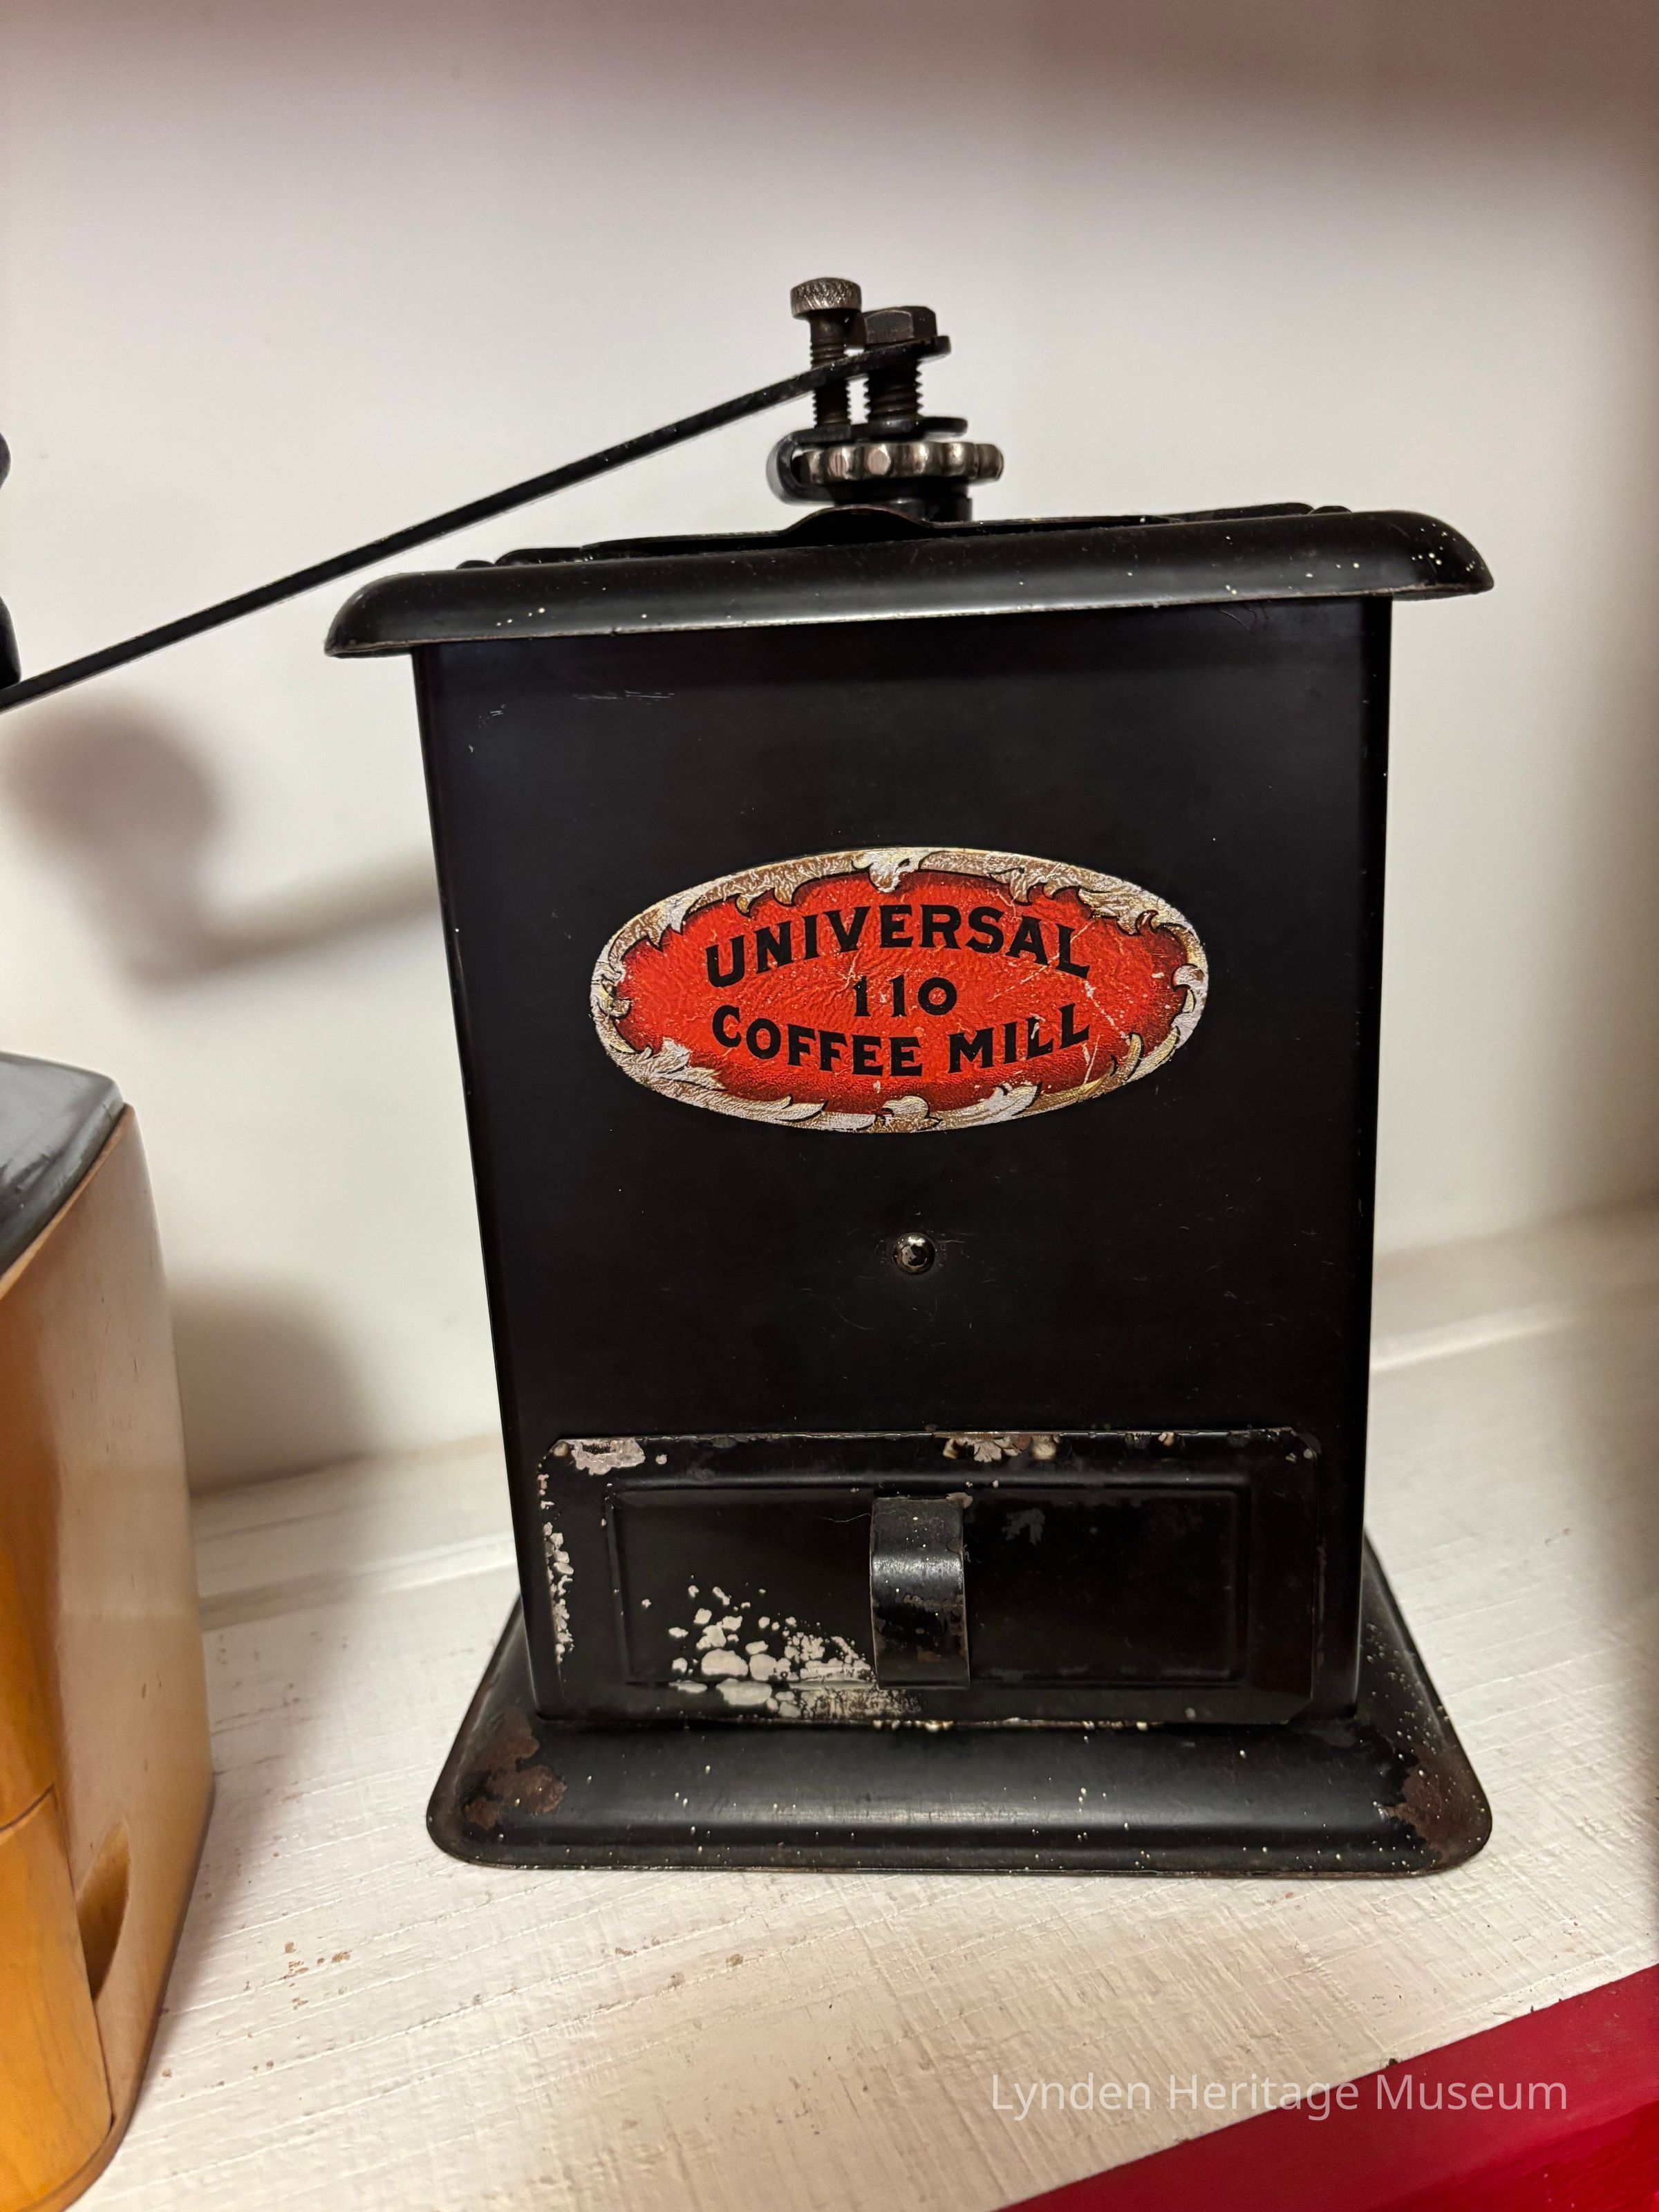 UNIVERSAL
110
COFFEE MILL
Lynden Heritage Museum